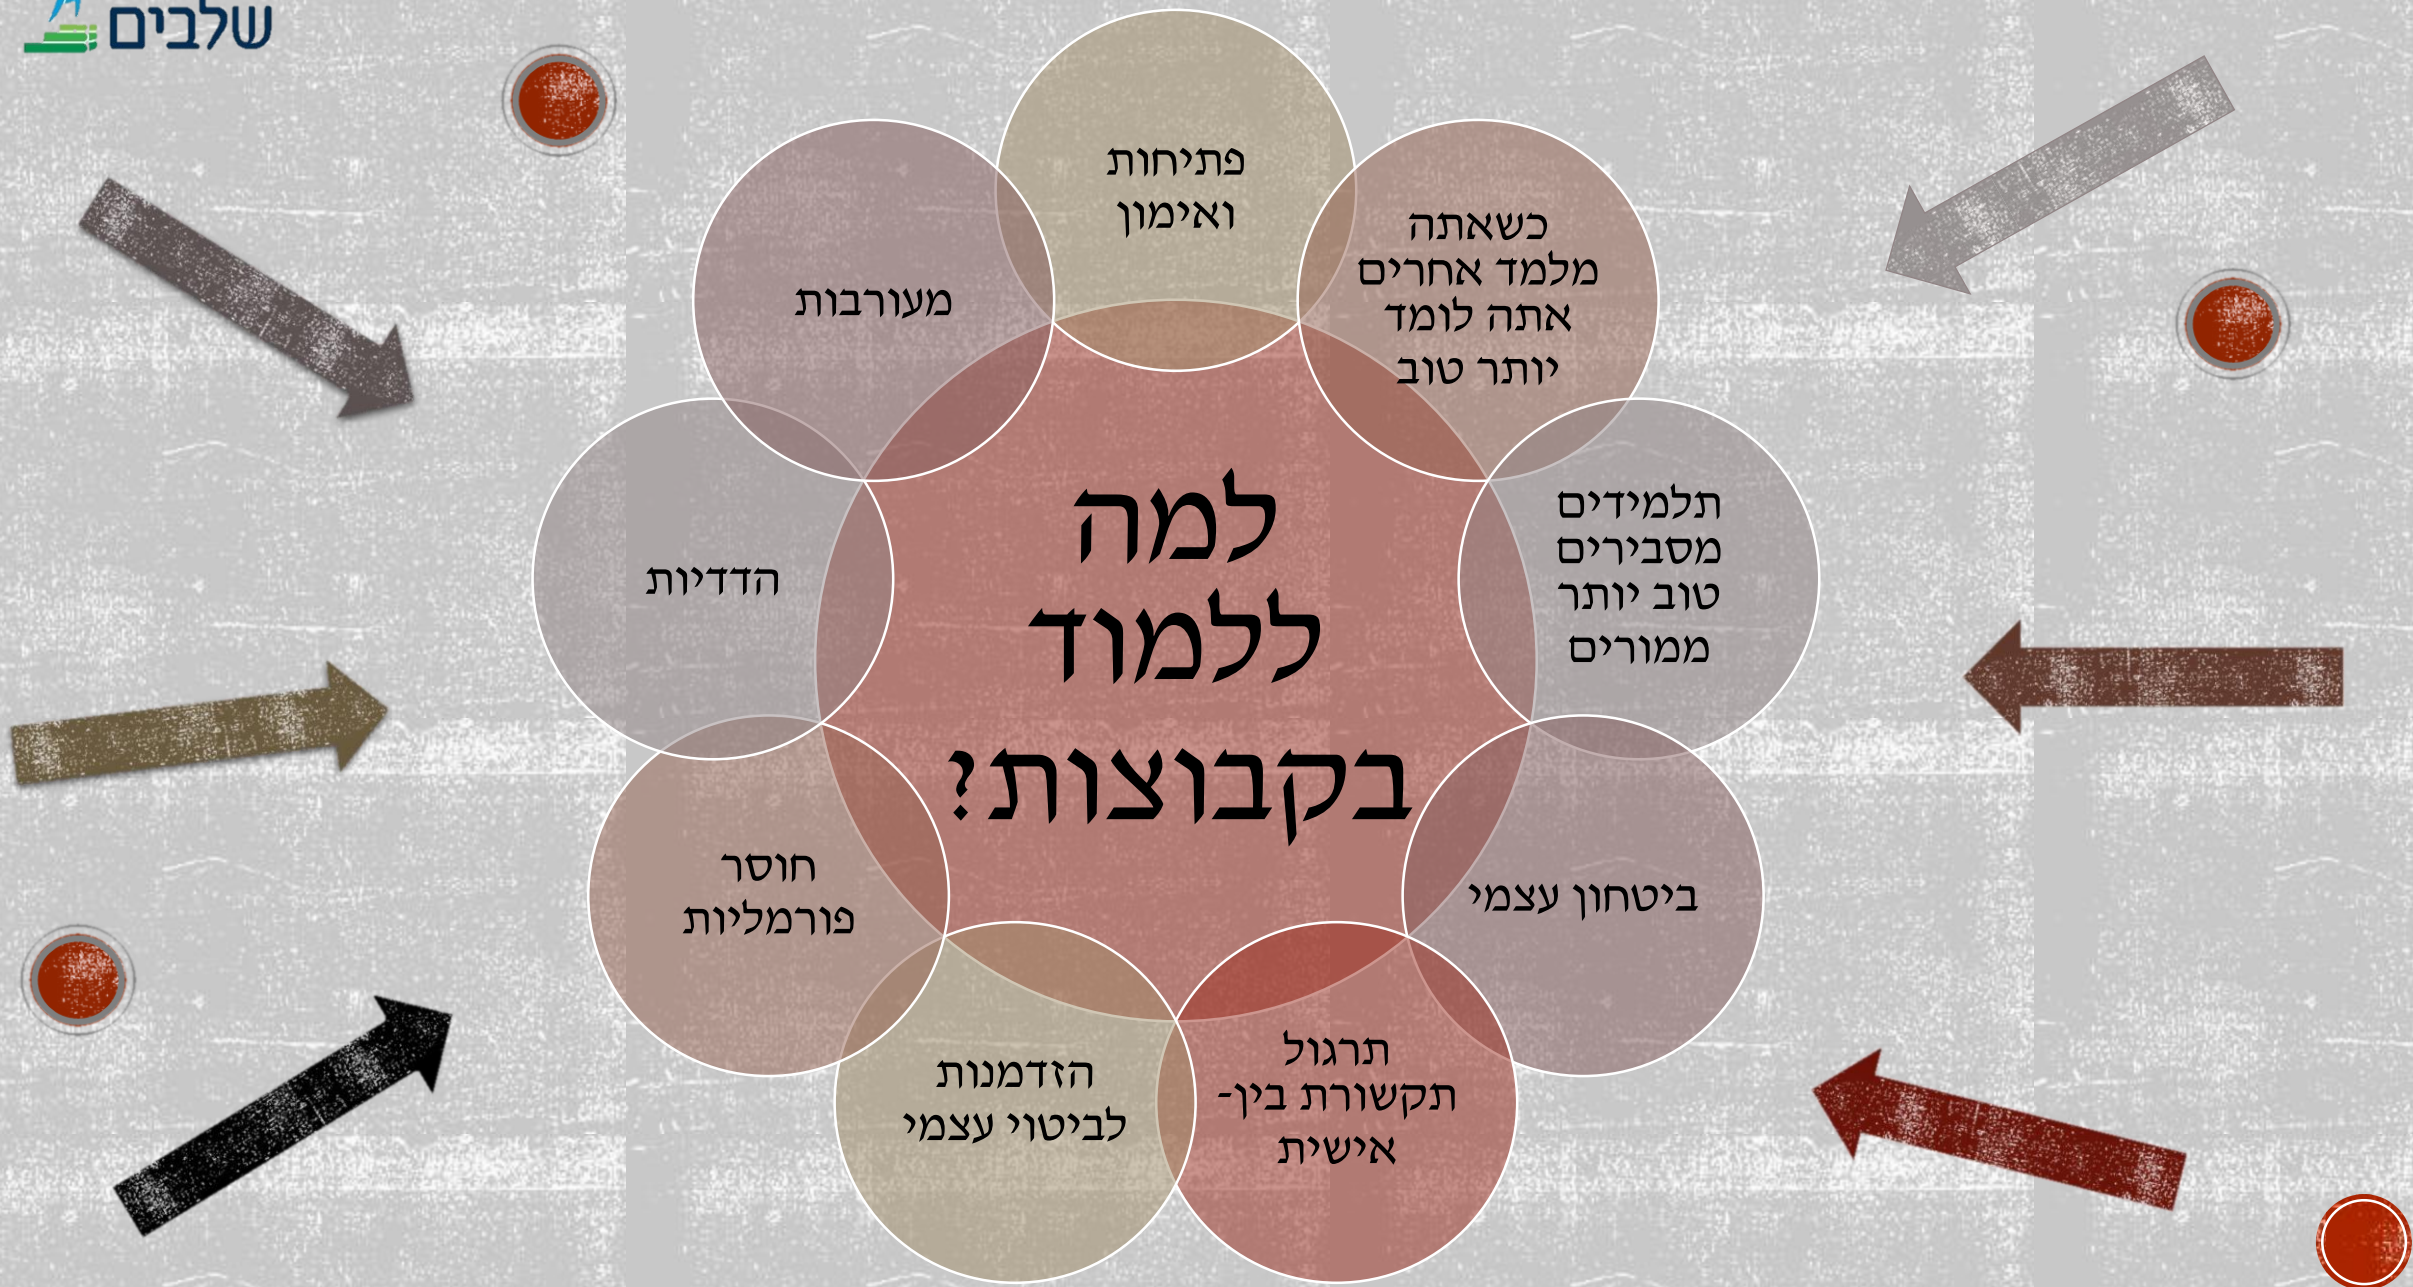 שלבים
פתיחות
ואימון
כשאתה
מלמד אחרים
אתה לומד
יותר טוב
תלמידים
מסבירים
טוב יותר
ממורים
ביטחון עצמי
תרגול
תקשורת בין-
אישית
הזדמנות
לביטוי עצמי
חוסר
פורמליות
הדדיות
מעורבות
למה
ללמוד
בקבוצות?